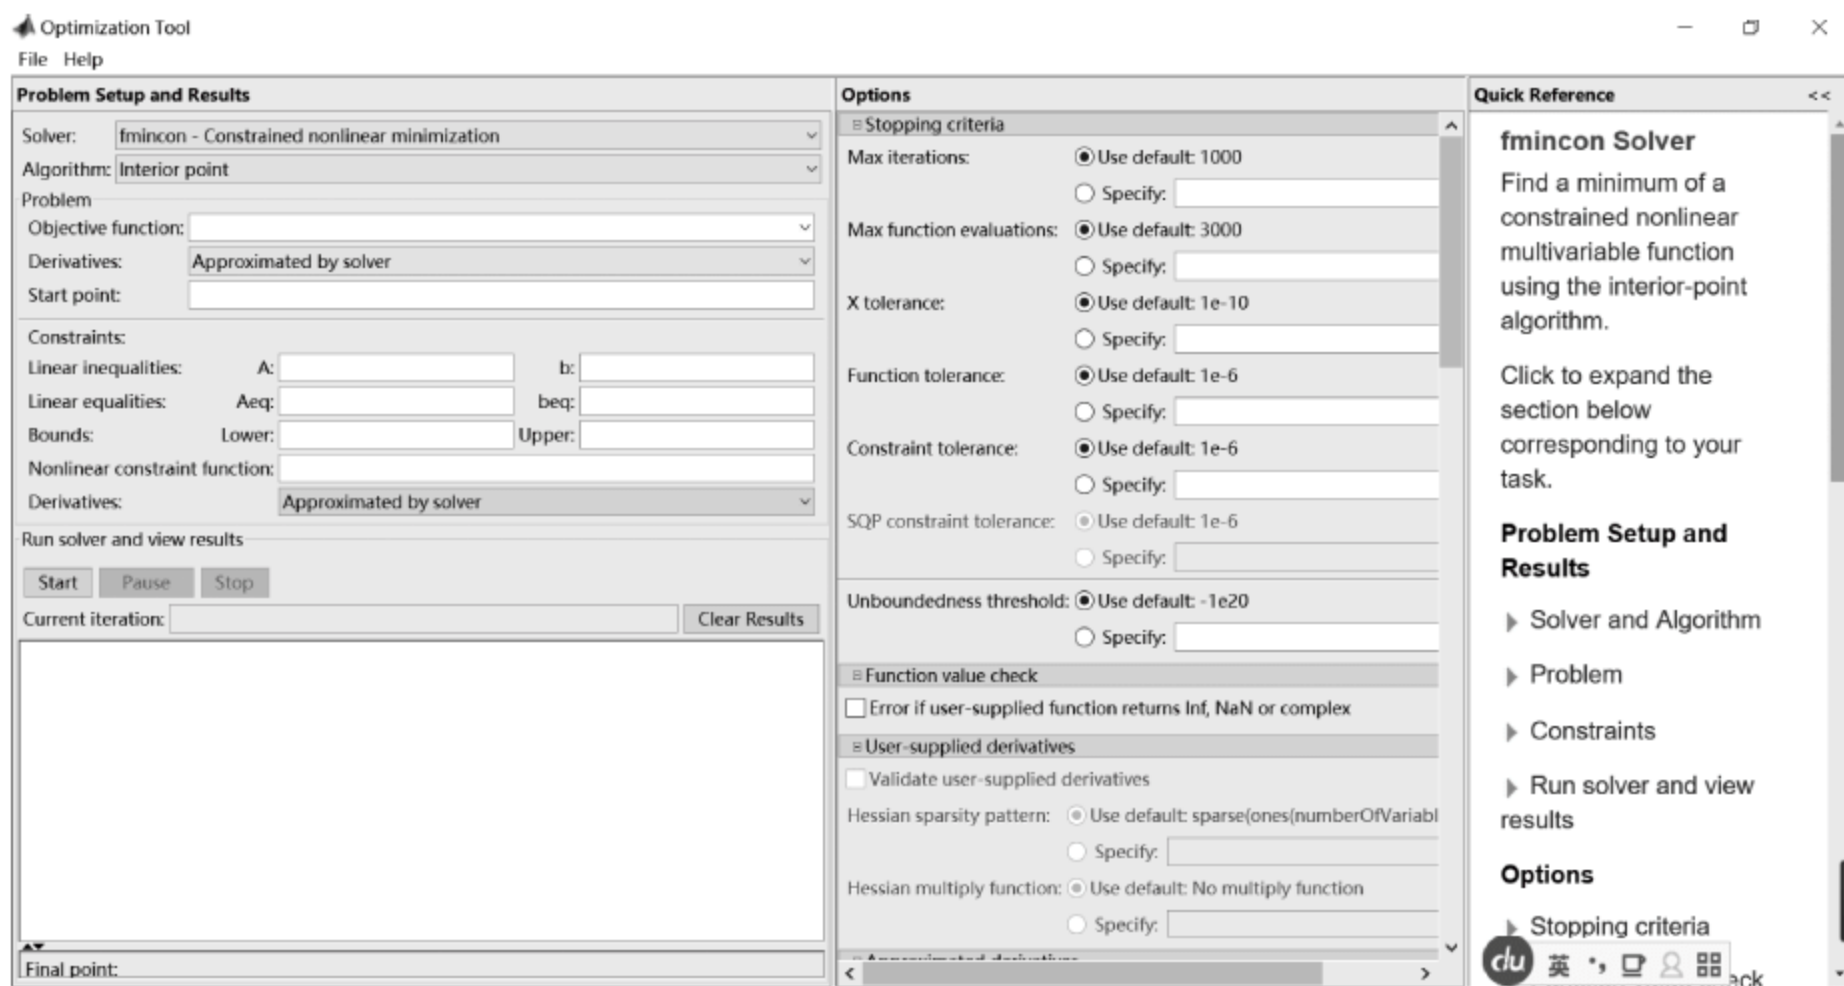 Optimization Tool
File Help
Problem Setup and Results
Solver: fmincon - Constrained nonlinear minimization
Algorithm: Interior point
Problem
Objective function:
Derivatives: Approximated by solver
Start point:
Constraints:
Linear inequalities: A: b:
Linear equalities: Aeq: beq:
Bounds: Lower: Upper:
Nonlinear constraint function:
Derivatives: Approximated by solver
Run solver and view results
Start Pause Stop
Current iteration: Clear Results
Final point:
Options
Stopping criteria
Max iterations: Use default: 1000
Specify:
Max function evaluations: Use default: 3000
Specify:
X tolerance: Use default: 1e-10
Specify:
Function tolerance: Use default: 1e-6
Specify:
Constraint tolerance: Use default: 1e-6
Specify:
SQP constraint tolerance: Use default: 1e-6
Specify:
Unboundedness threshold: Use default: -1e20
Specify:
Function value check
Error if user-supplied function returns Inf, NaN or complex
User-supplied derivatives
Validate user-supplied derivatives
Hessian sparsity pattern: Use default: sparse(ones(numberOfVariabl
Specify:
Hessian multiply function: Use default: No multiply function
Specify:
Approximated derivatives
Quick Reference <<
fmincon Solver
Find a minimum of a
constrained nonlinear
multivariable function
using the interior-point
algorithm.
Click to expand the
section below
corresponding to your
task.
Problem Setup and
Results
Solver and Algorithm
Problem
Constraints
Run solver and view
results
Options
Stopping criteria
du 英
eck